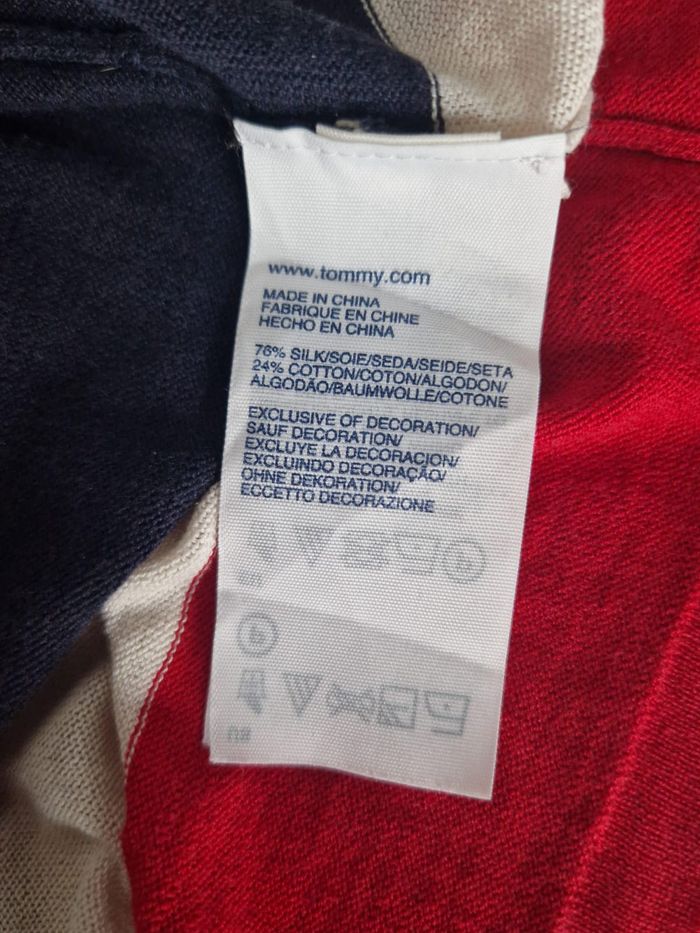 www.tommy.com
MADE IN CHINA
FABRIQUE EN CHINE
HECHO EN CHINA
76% SILK/SOIE/SEDA/SEIDE/SETA
24% COTTON/COTON/ALGODON/
ALGODÃO/BAUMWOLLE/COTONE
EXCLUSIVE OF DECORATION/
SAUF DECORATION/
EXCLUYE LA DECORACION/
EXCLUINDO DECORAÇÃO/
OHNE DEKORATION/
ECCETTO DECORAZIONE